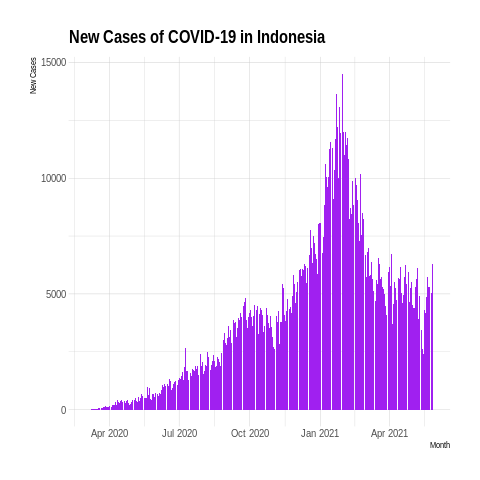 New Cases of COVID-19 in Indonesia
New Cases
15000
10000
5000
0
Apr 2020 Jul 2020 Oct 2020 Jan 2021 Apr 2021
Month